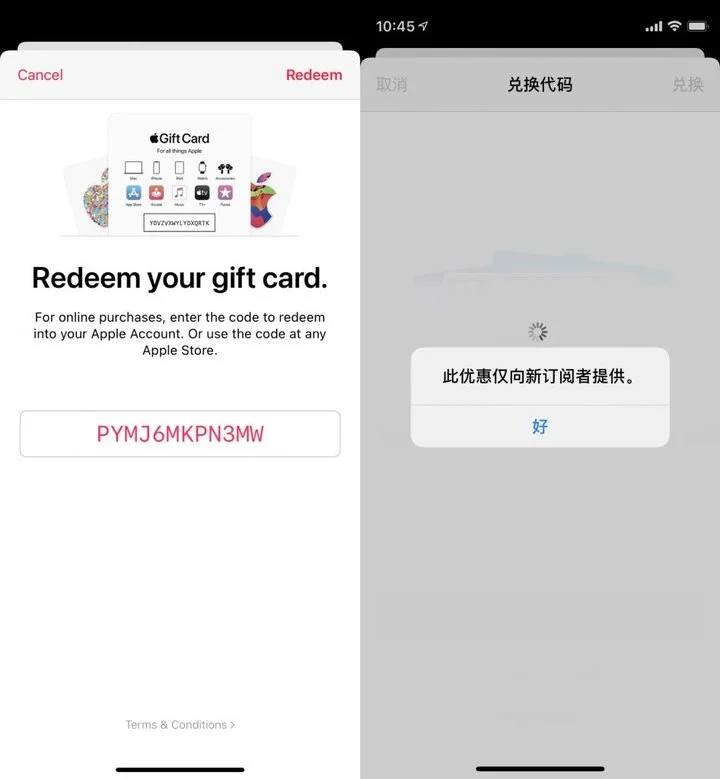 Cancel
Redeem
Gift Card
For all things Apple
Mac iPhone iPad Watch Accessories
App Store Arcade Music TV+ iTunes
YDVZVXWYLYDXQRTK
Redeem your gift card.
For online purchases, enter the code to redeem
into your Apple Account. Or use the code at any
Apple Store.
PYMJ6MKPN3MW
Terms & Conditions >
10:45
取消
兑换代码
兑换
此优惠仅向新订阅者提供。
好